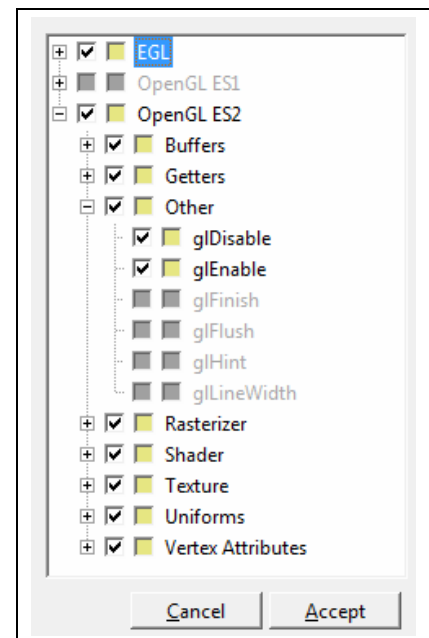 EGL
OpenGL ES1
OpenGL ES2
Buffers
Getters
Other
glDisable
glEnable
glFinish
glFlush
glHint
glLineWidth
Rasterizer
Shader
Texture
Uniforms
Vertex Attributes
Cancel Accept